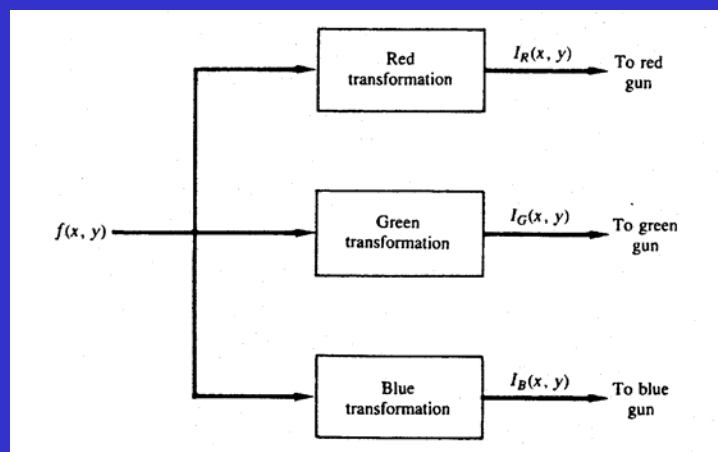 Red
transformation
I_R(x, y)
To red
gun
f(x, y)
Green
transformation
I_G(x, y)
To green
gun
Blue
transformation
I_B(x, y)
To blue
gun